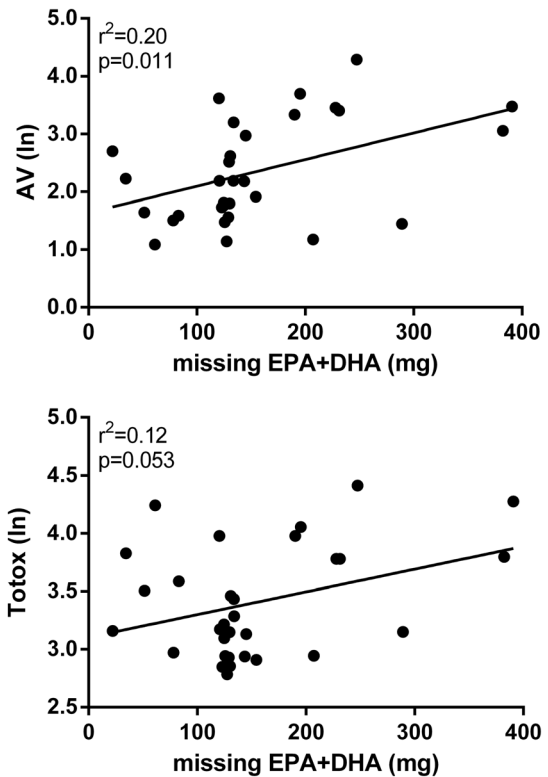 5.0
r²=0.20
p=0.011
4.0
3.0
2.0
1.0
0.0
AV (ln)
0 100 200 300 400
missing EPA+DHA (mg)
5.0
r²=0.12
p=0.053
4.5
4.0
3.5
3.0
2.5
Totox (ln)
0 100 200 300 400
missing EPA+DHA (mg)